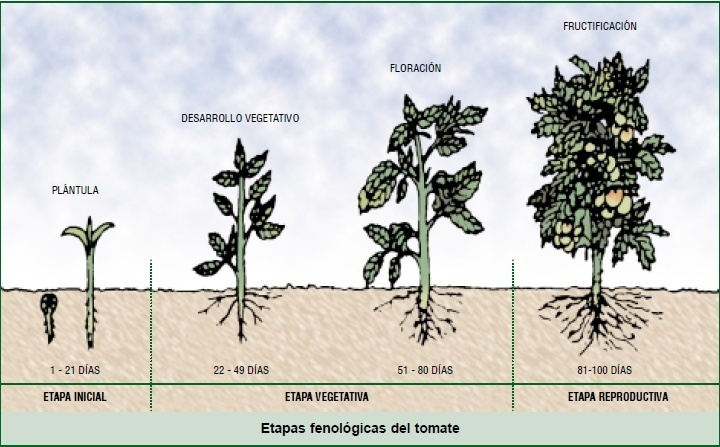 FRUCTIFICACIÓN
FLORACIÓN
DESARROLLO VEGETATIVO
PLÁNTULA
1 - 21 DÍAS
22 - 49 DÍAS
51 - 80 DÍAS
81-100 DÍAS
ETAPA INICIAL
ETAPA VEGETATIVA
ETAPA REPRODUCTIVA
Etapas fenológicas del tomate